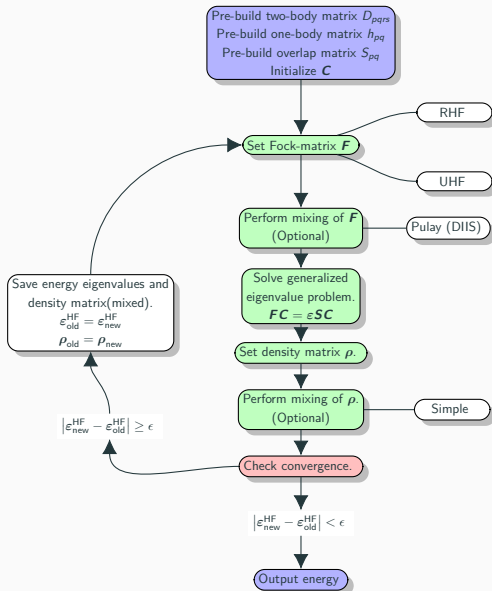 Pre-build two-body matrix D_pqrs
Pre-build one-body matrix h_pq
Pre-build overlap matrix S_pq
Initialize C
RHF
Set Fock-matrix F
UHF
Perform mixing of F
(Optional)
Pulay (DIIS)
Solve generalized
eigenvalue problem.
FC = εSC
Save energy eigenvalues and
density matrix(mixed).
ε_old^HF = ε_new^HF
ρ_old = ρ_new
Set density matrix ρ.
Perform mixing of ρ.
(Optional)
Simple
|ε_new^HF − ε_old^HF| ≥ ϵ
Check convergence.
|ε_new^HF − ε_old^HF| < ϵ
Output energy